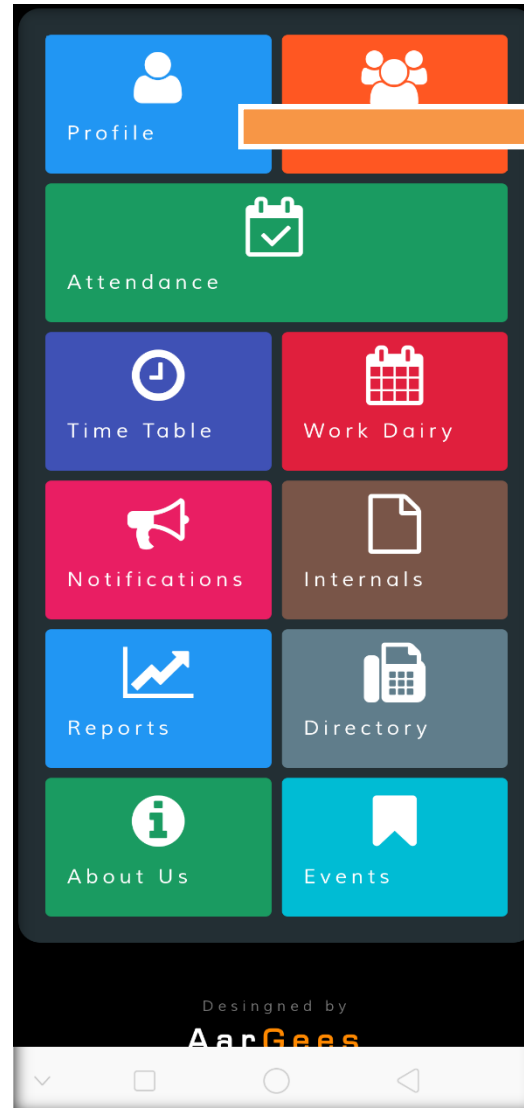 Profile
Attendance
Time Table
Work Dairy
Notifications
Internals
Reports
Directory
About Us
Events
Desingned by
AarGees